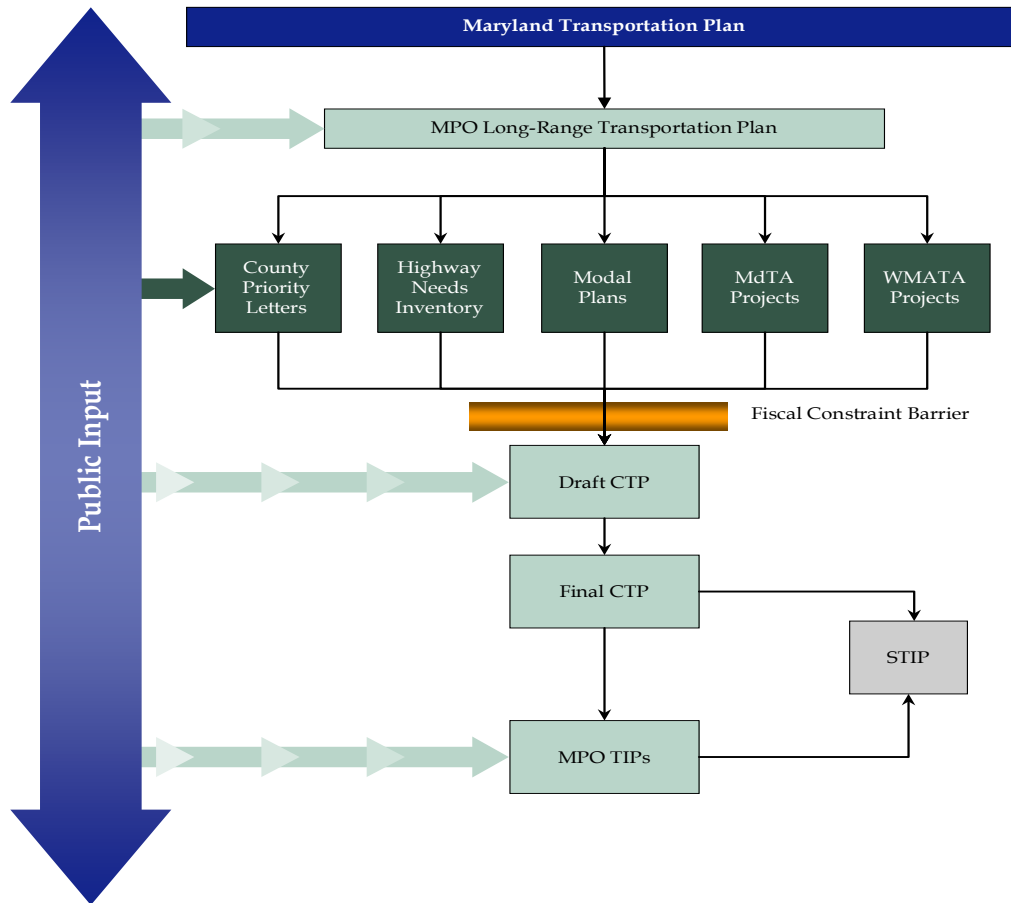 Maryland Transportation Plan
MPO Long-Range Transportation Plan
County
Priority
Letters
Highway
Needs
Inventory
Modal
Plans
MdTA
Projects
WMATA
Projects
Fiscal Constraint Barrier
Public Input
Draft CTP
Final CTP
STIP
MPO TIPs